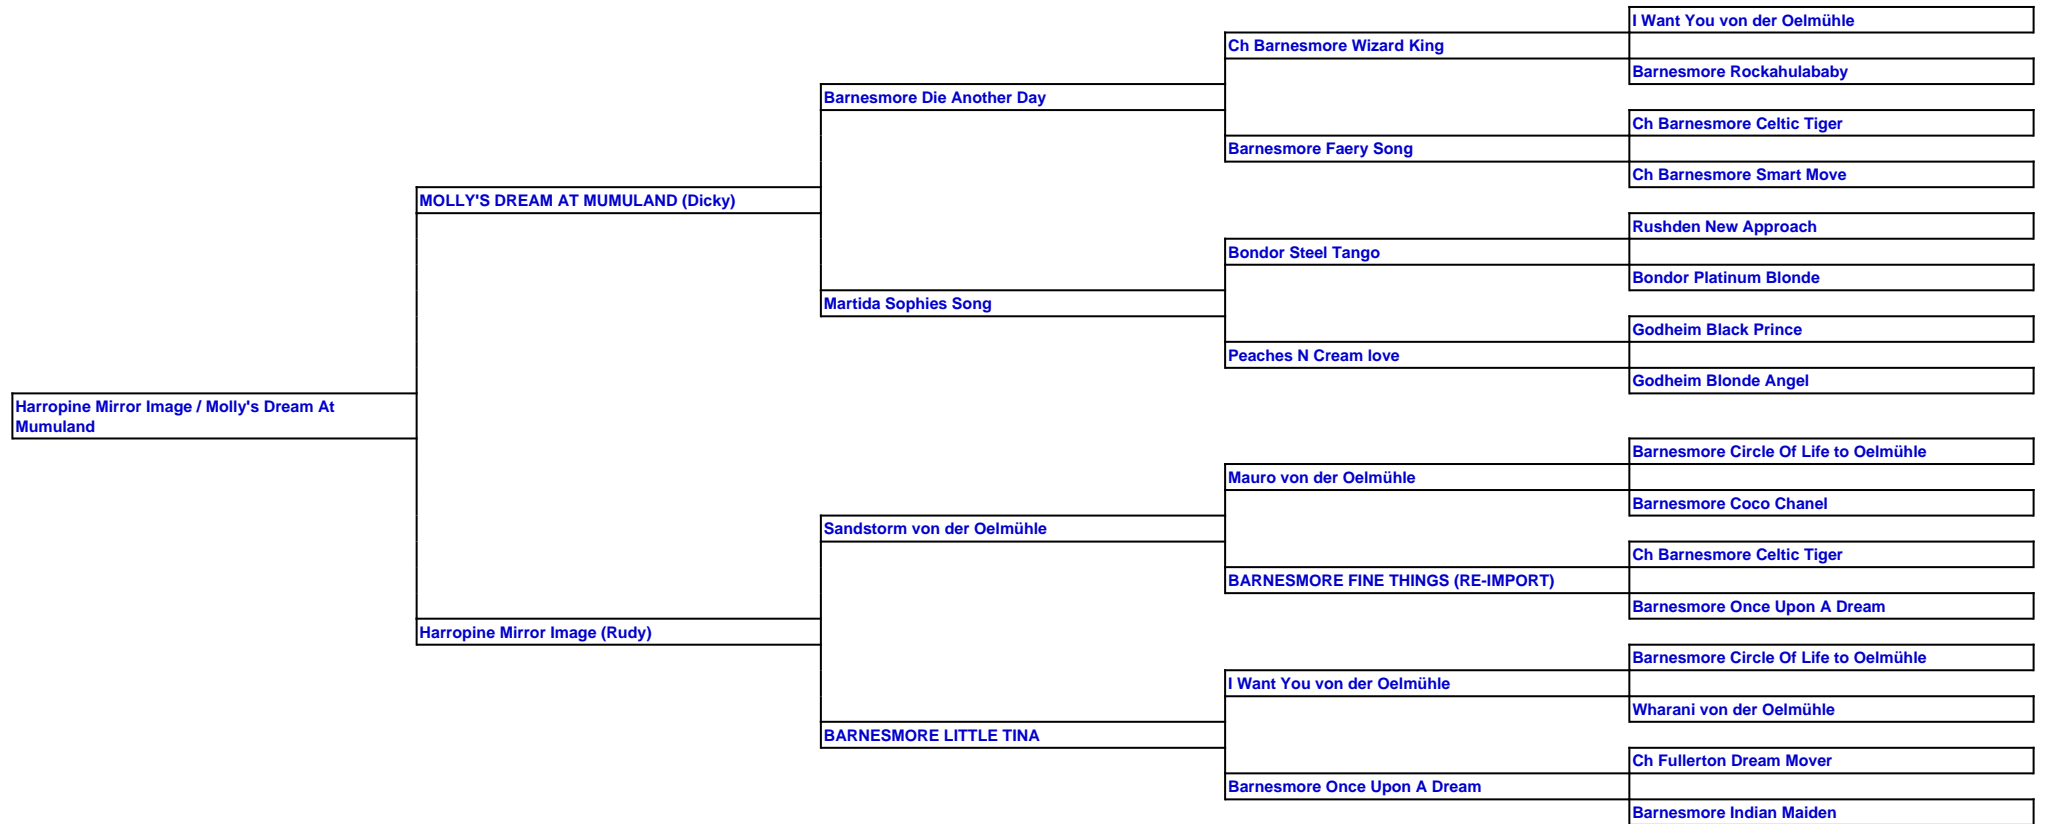 I Want You von der Oelmühle
Ch Barnesmore Wizard King
Barnesmore Rockahulababy
Barnesmore Die Another Day
Ch Barnesmore Celtic Tiger
Barnesmore Faery Song
Ch Barnesmore Smart Move
MOLLY'S DREAM AT MUMULAND (Dicky)
Rushden New Approach
Bondor Steel Tango
Bondor Platinum Blonde
Martida Sophies Song
Godheim Black Prince
Peaches N Cream love
Godheim Blonde Angel
Harropine Mirror Image / Molly's Dream At
Mumuland
Barnesmore Circle Of Life to Oelmühle
Mauro von der Oelmühle
Barnesmore Coco Chanel
Sandstorm von der Oelmühle
Ch Barnesmore Celtic Tiger
BARNESMORE FINE THINGS (RE-IMPORT)
Barnesmore Once Upon A Dream
Harropine Mirror Image (Rudy)
Barnesmore Circle Of Life to Oelmühle
I Want You von der Oelmühle
Wharani von der Oelmühle
BARNESMORE LITTLE TINA
Ch Fullerton Dream Mover
Barnesmore Once Upon A Dream
Barnesmore Indian Maiden